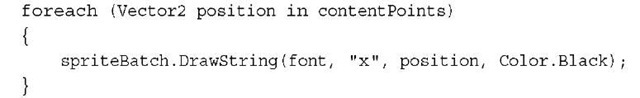 foreach (Vector2 position in contentPoints)
{
    spriteBatch.DrawString(font, "x", position, Color.Black);
}